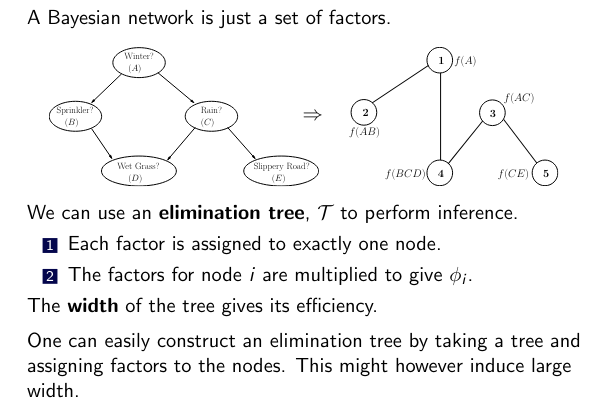 A Bayesian network is just a set of factors.
Winter?
(A)
Sprinkler?
(B)
Rain?
(C)
Wet Grass?
(D)
Slippery Road?
(E)
⇒
1 f(A)
2
f(AB)
3
f(AC)
f(BCD) 4
f(CE) 5
We can use an elimination tree, 𝒯 to perform inference.
1 Each factor is assigned to exactly one node.
2 The factors for node i are multiplied to give ϕᵢ.
The width of the tree gives its efficiency.
One can easily construct an elimination tree by taking a tree and
assigning factors to the nodes. This might however induce large
width.